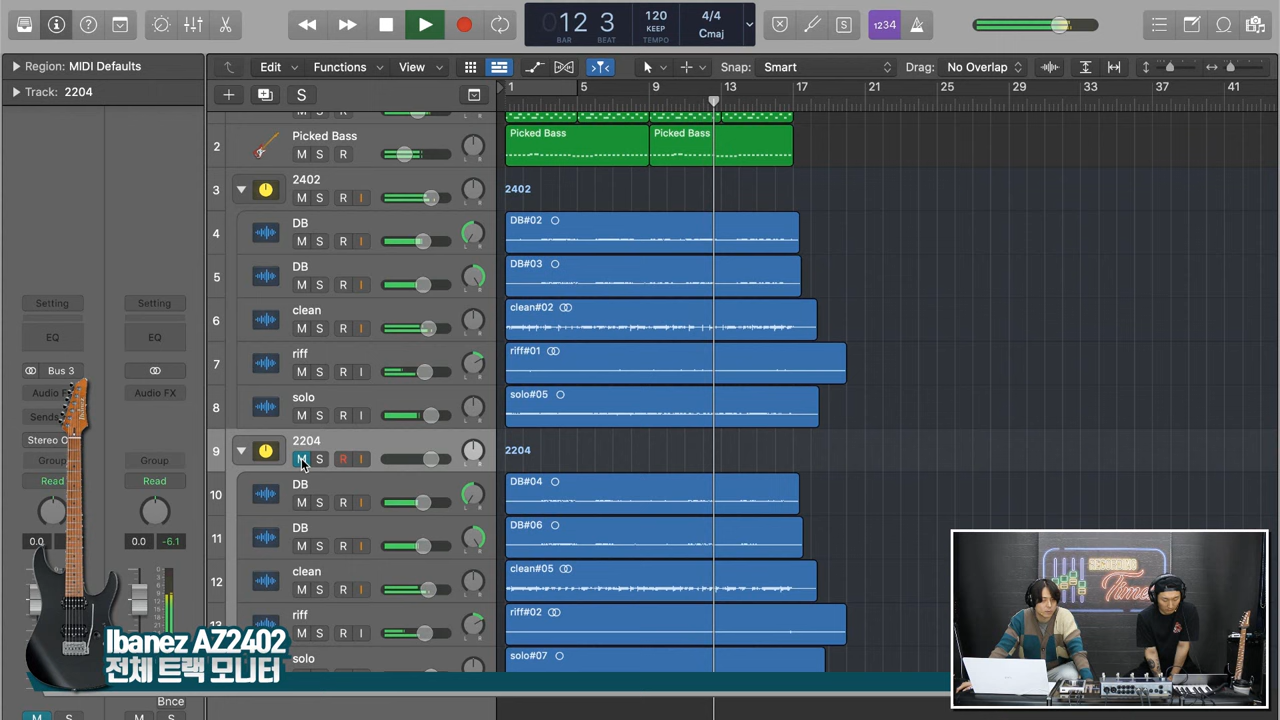 12 3
BAR BEAT
120
TEMPO
4/4
Cmaj
1234
S
Region: MIDI Defaults
Edit Functions View
Snap: Smart
Drag: No Overlap
Track: 2204
S
1 5 9 13 17 21 25 29 33 37 41
2 Picked Bass
M S R
Picked Bass Picked Bass
3 2402
M S R I
2402
4 DB
M S R I
DB#02
5 DB
M S R I
DB#03
6 clean
M S R I
clean#02
7 riff
M S R I
riff#01
8 solo
M S R I
solo#05
9 2204
M S R I
2204
10 DB
M S R I
DB#04
11 DB
M S R I
DB#06
12 clean
M S R I
clean#05
13 riff
M S R I
riff#02
solo
solo#07
Setting Setting
EQ EQ
Bus 3
Audio FX
Sends
Stereo O
Group Group
Read Read
0.0 0.0 -6.1
Ibanez AZ2402
전체 트랙 모니터
Bnce
M S M S
RECORDING
Time